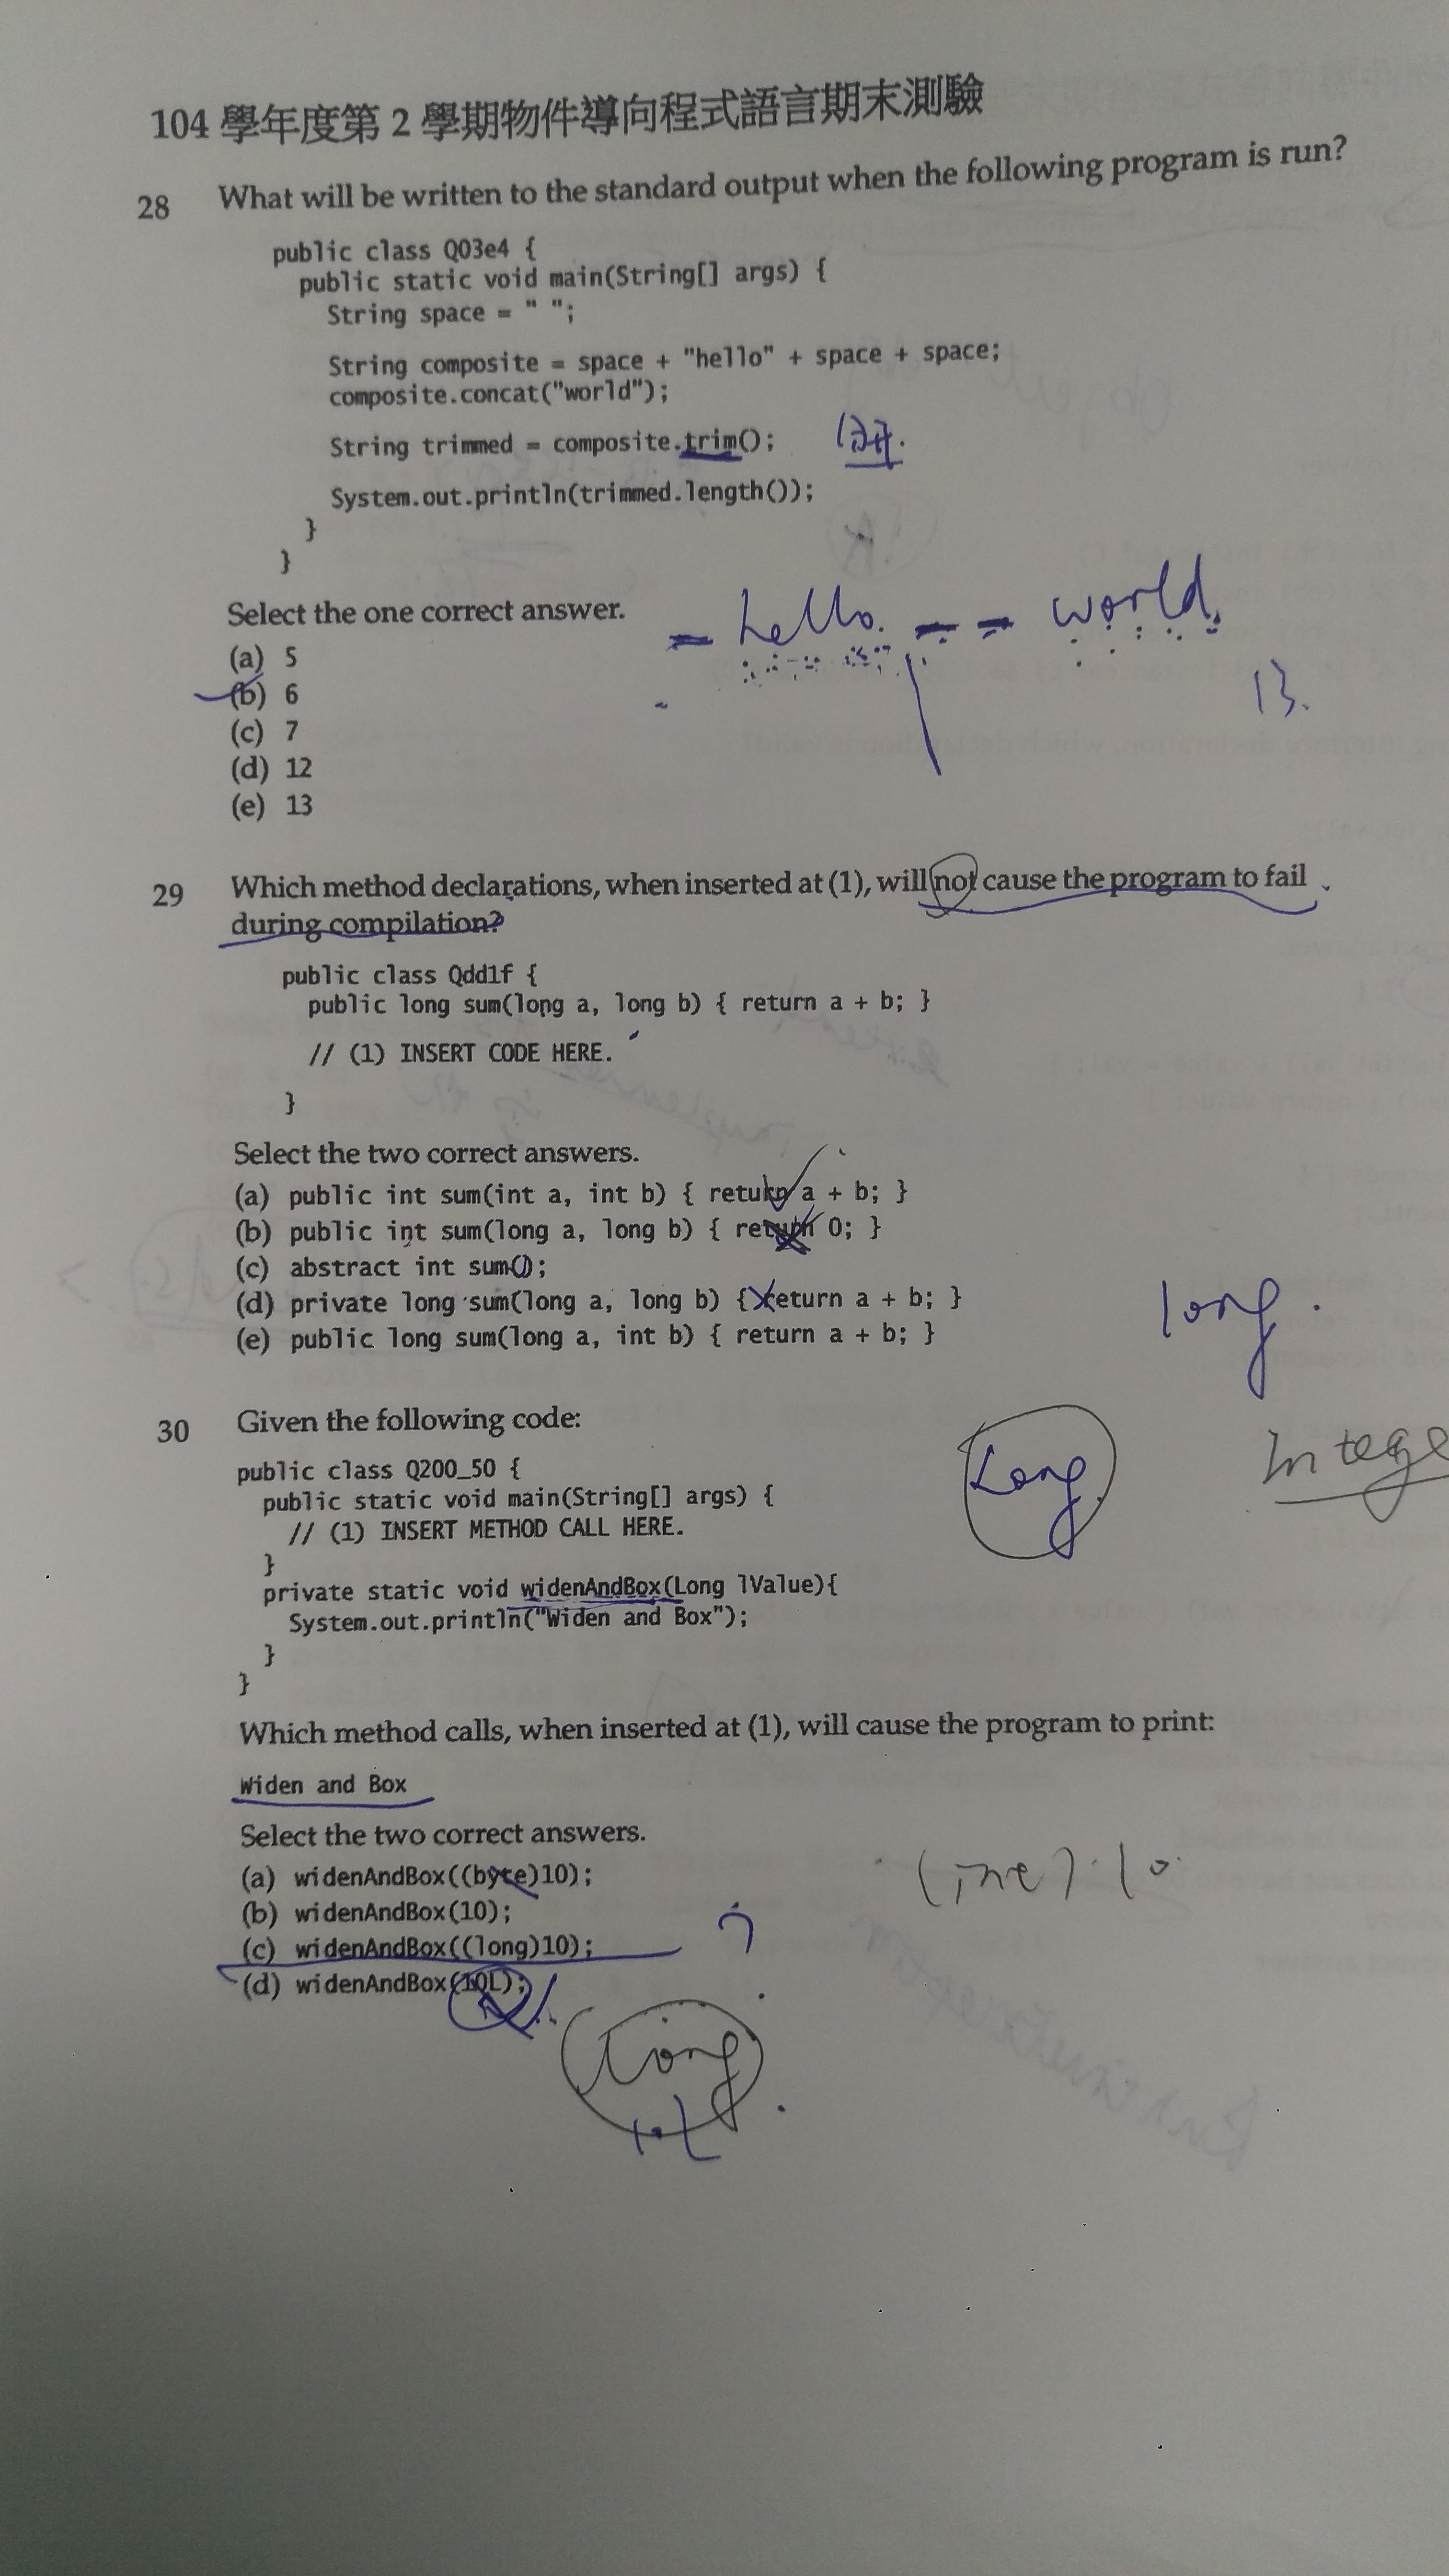 104 學年度第 2 學期物件導向程式語言期末測驗
28 What will be written to the standard output when the following program is run?
public class Q03e4 {
public static void main(String[] args) {
String space = " ";
String composite = space + "hello" + space + space;
composite.concat("world");
String trimmed = composite.trim();
System.out.println(trimmed.length());
}
}
Select the one correct answer.
hello. world
(a) 5
(b) 6
13.
(c) 7
(d) 12
(e) 13
29 Which method declarations, when inserted at (1), will not cause the program to fail
during compilation?
public class Qdd1f {
public long sum(long a, long b) { return a + b; }
// (1) INSERT CODE HERE.
}
Select the two correct answers.
(a) public int sum(int a, int b) { return a + b; }
(b) public int sum(long a, long b) { return 0; }
(c) abstract int sum();
(d) private long sum(long a, long b) { return a + b; }
(e) public long sum(long a, int b) { return a + b; }
long.
30 Given the following code:
Long
Intege
public class Q200_50 {
public static void main(String[] args) {
// (1) INSERT METHOD CALL HERE.
}
private static void widenAndBox(Long lValue){
System.out.println("Widen and Box");
}
}
Which method calls, when inserted at (1), will cause the program to print:
Widen and Box
Select the two correct answers.
(a) widenAndBox((byte)10);
(b) widenAndBox(10);
(c) widenAndBox((long)10);
(d) widenAndBox(10L);
?
Long